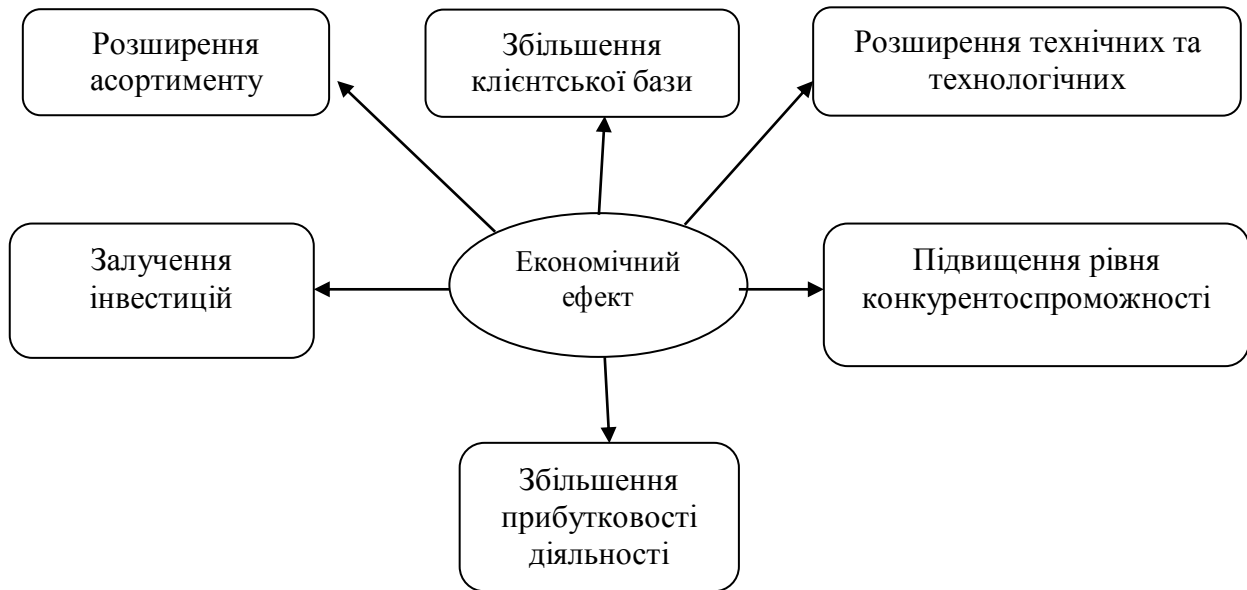 Розширення
асортименту
Збільшення
клієнтської бази
Розширення технічних та
технологічних
Залучення
інвестицій
Економічний
ефект
Підвищення рівня
конкурентоспроможності
Збільшення
прибутковості
діяльності